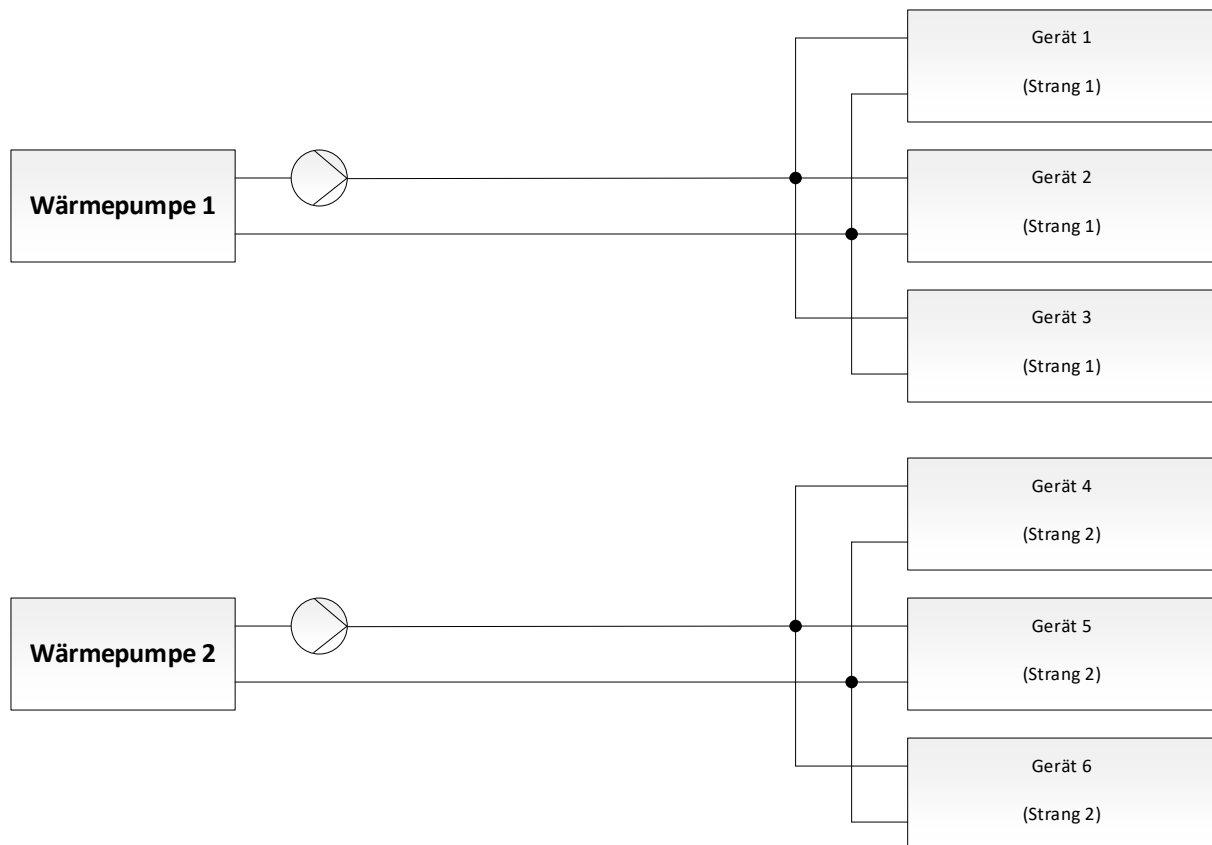 Gerät 1
(Strang 1)
Wärmepumpe 1
Gerät 2
(Strang 1)
Gerät 3
(Strang 1)
Gerät 4
(Strang 2)
Wärmepumpe 2
Gerät 5
(Strang 2)
Gerät 6
(Strang 2)